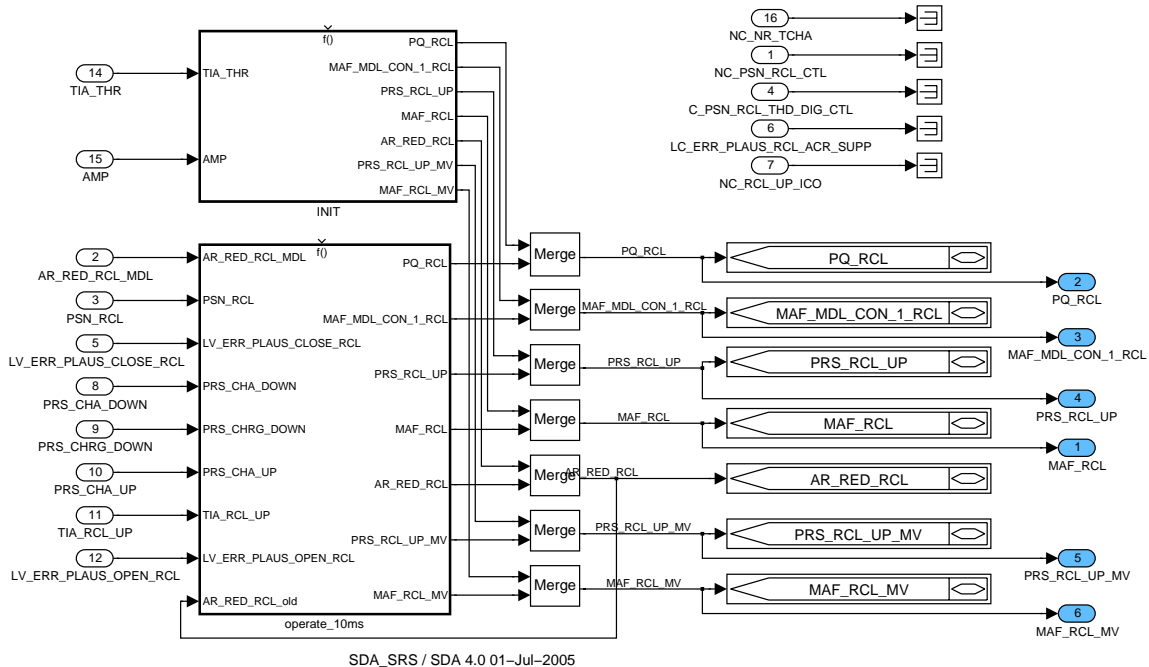 16
NC_NR_TCHA
1
NC_PSN_RCL_CTL
4
C_PSN_RCL_THD_DIG_CTL
6
LC_ERR_PLAUS_RCL_ACR_SUPP
7
NC_RCL_UP_ICO
f()
14
TIA_THR
15
AMP
TIA_THR
AMP
PQ_RCL
MAF_MDL_CON_1_RCL
PRS_RCL_UP
MAF_RCL
AR_RED_RCL
PRS_RCL_UP_MV
MAF_RCL_MV
INIT
f()
2
AR_RED_RCL_MDL
3
PSN_RCL
5
LV_ERR_PLAUS_CLOSE_RCL
8
PRS_CHA_DOWN
9
PRS_CHRG_DOWN
10
PRS_CHA_UP
11
TIA_RCL_UP
12
LV_ERR_PLAUS_OPEN_RCL
AR_RED_RCL_MDL
PSN_RCL
LV_ERR_PLAUS_CLOSE_RCL
PRS_CHA_DOWN
PRS_CHRG_DOWN
PRS_CHA_UP
TIA_RCL_UP
LV_ERR_PLAUS_OPEN_RCL
AR_RED_RCL_old
PQ_RCL
MAF_MDL_CON_1_RCL
PRS_RCL_UP
MAF_RCL
AR_RED_RCL
PRS_RCL_UP_MV
MAF_RCL_MV
operate_10ms
Merge
PQ_RCL
PQ_RCL
2
PQ_RCL
Merge
MAF_MDL_CON_1_RCL
MAF_MDL_CON_1_RCL
3
MAF_MDL_CON_1_RCL
Merge
PRS_RCL_UP
PRS_RCL_UP
4
PRS_RCL_UP
Merge
MAF_RCL
MAF_RCL
1
MAF_RCL
Merge
AR_RED_RCL
AR_RED_RCL
Merge
PRS_RCL_UP_MV
PRS_RCL_UP_MV
5
PRS_RCL_UP_MV
Merge
MAF_RCL_MV
MAF_RCL_MV
6
MAF_RCL_MV
SDA_SRS / SDA 4.0 01−Jul−2005